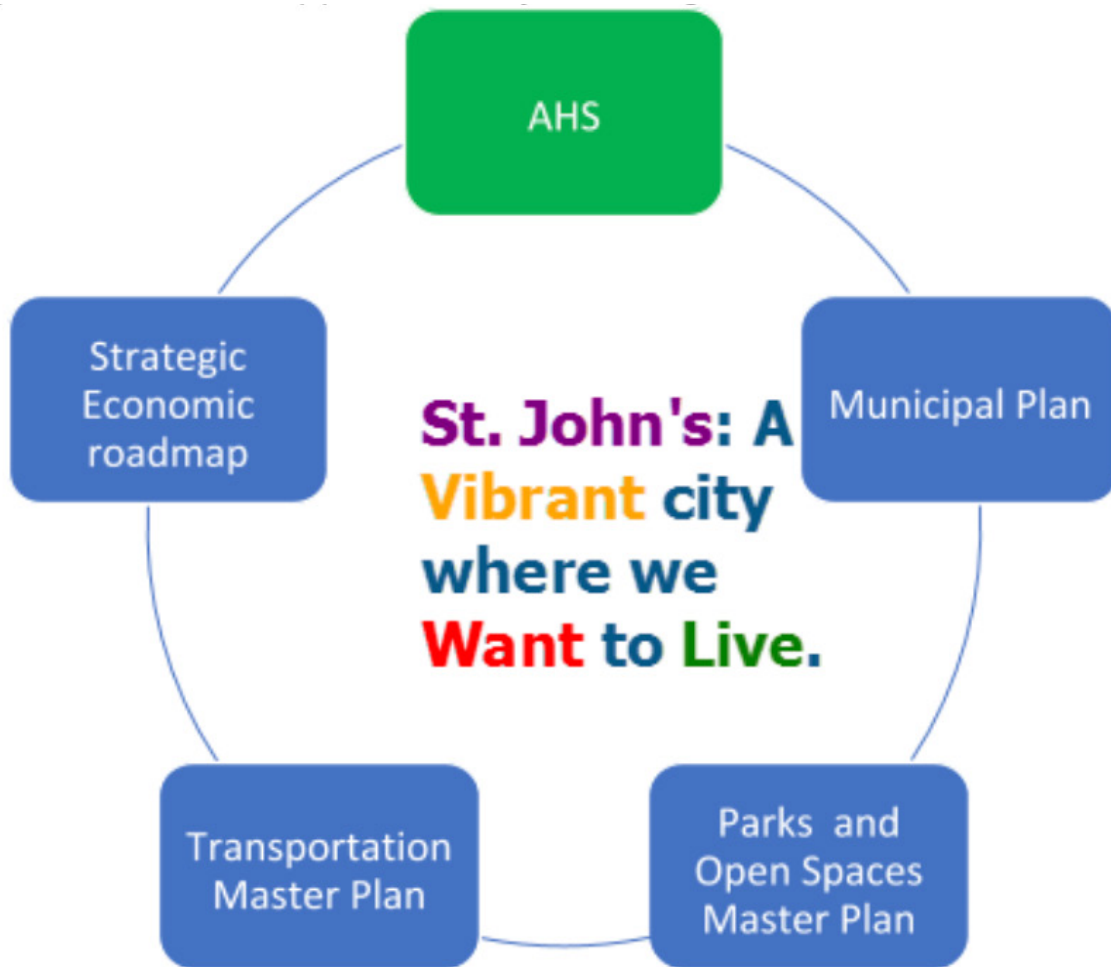 AHS
Municipal Plan
Parks and
Open Spaces
Master Plan
Transportation
Master Plan
Strategic
Economic
roadmap
St. John's: A
Vibrant city
where we
Want to Live.